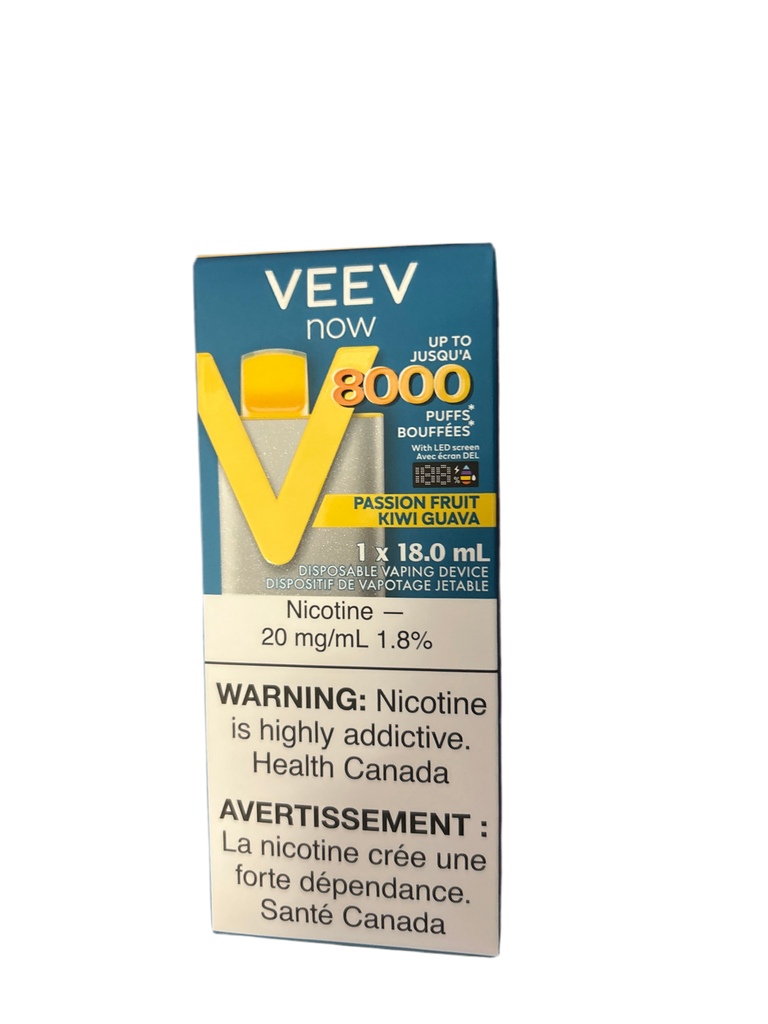 VEEV
now
UP TO
JUSQU'A
8000
PUFFS*
BOUFFÉES*
With LED screen
Avec écran DEL
188
%
PASSION FRUIT
KIWI GUAVA
1 x 18.0 mL
DISPOSABLE VAPING DEVICE
DISPOSITIF DE VAPOTAGE JETABLE
Nicotine —
20 mg/mL 1.8%
WARNING: Nicotine
is highly addictive.
Health Canada
AVERTISSEMENT :
La nicotine crée une
forte dépendance.
Santé Canada